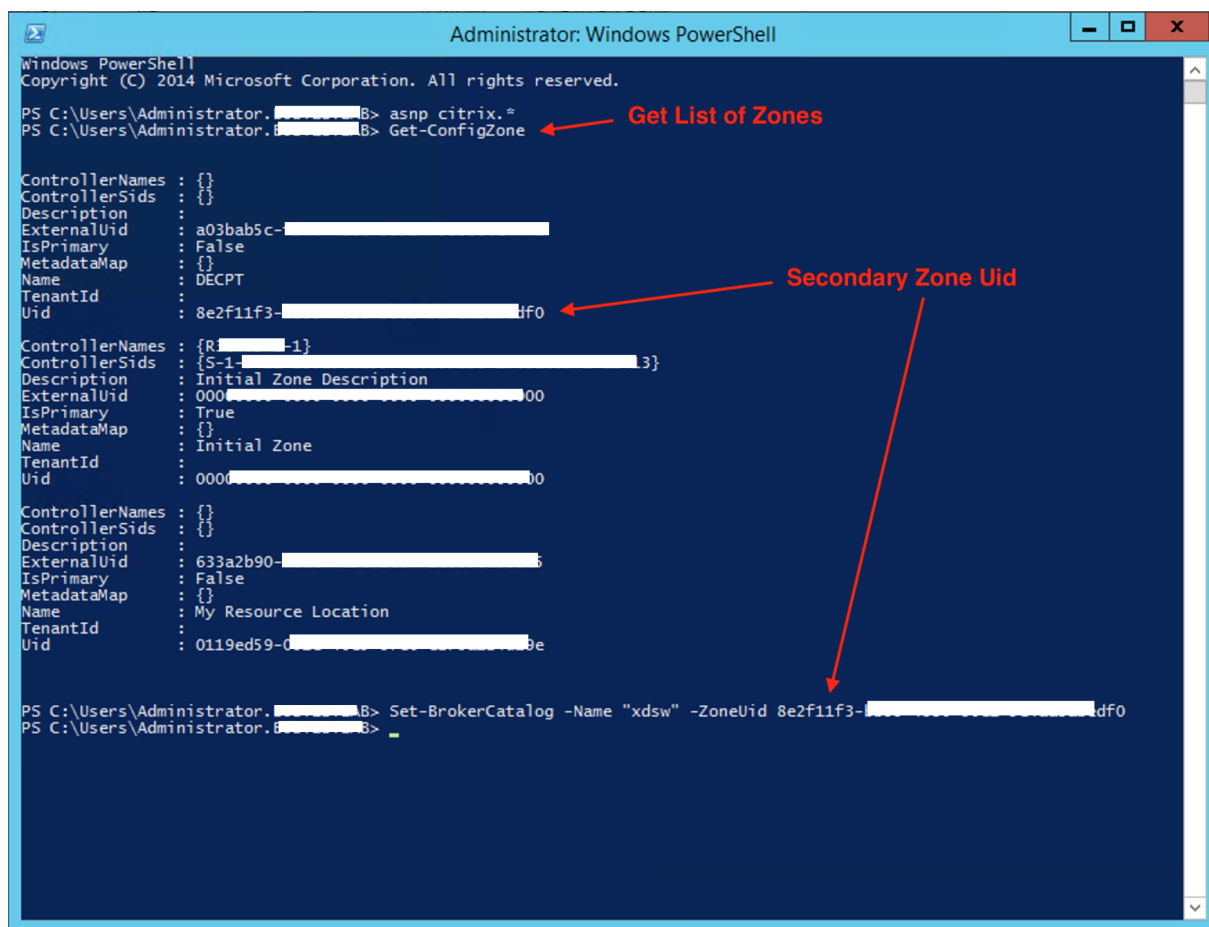 Administrator: Windows PowerShell
Windows PowerShell
Copyright (C) 2014 Microsoft Corporation. All rights reserved.
PS C:\Users\Administrator. B> asnp citrix.*
Get List of Zones
PS C:\Users\Administrator. B> Get-ConfigZone
ControllerNames : {}
ControllerSids : {}
Description :
ExternalUid : a03bab5c-
IsPrimary : False
MetadataMap : {}
Name : DECPT
Secondary Zone Uid
TenantId :
Uid : 8e2f11f3- df0
ControllerNames : {R -1}
ControllerSids : {S-1- 13}
Description : Initial Zone Description
ExternalUid : 000 00
IsPrimary : True
MetadataMap : {}
Name : Initial Zone
TenantId :
Uid : 000 00
ControllerNames : {}
ControllerSids : {}
Description :
ExternalUid : 633a2b90-
IsPrimary : False
MetadataMap : {}
Name : My Resource Location
TenantId :
Uid : 0119ed59- 9e
PS C:\Users\Administrator. B> Set-BrokerCatalog -Name "xdsw" -ZoneUid 8e2f11f3- df0
PS C:\Users\Administrator. B>